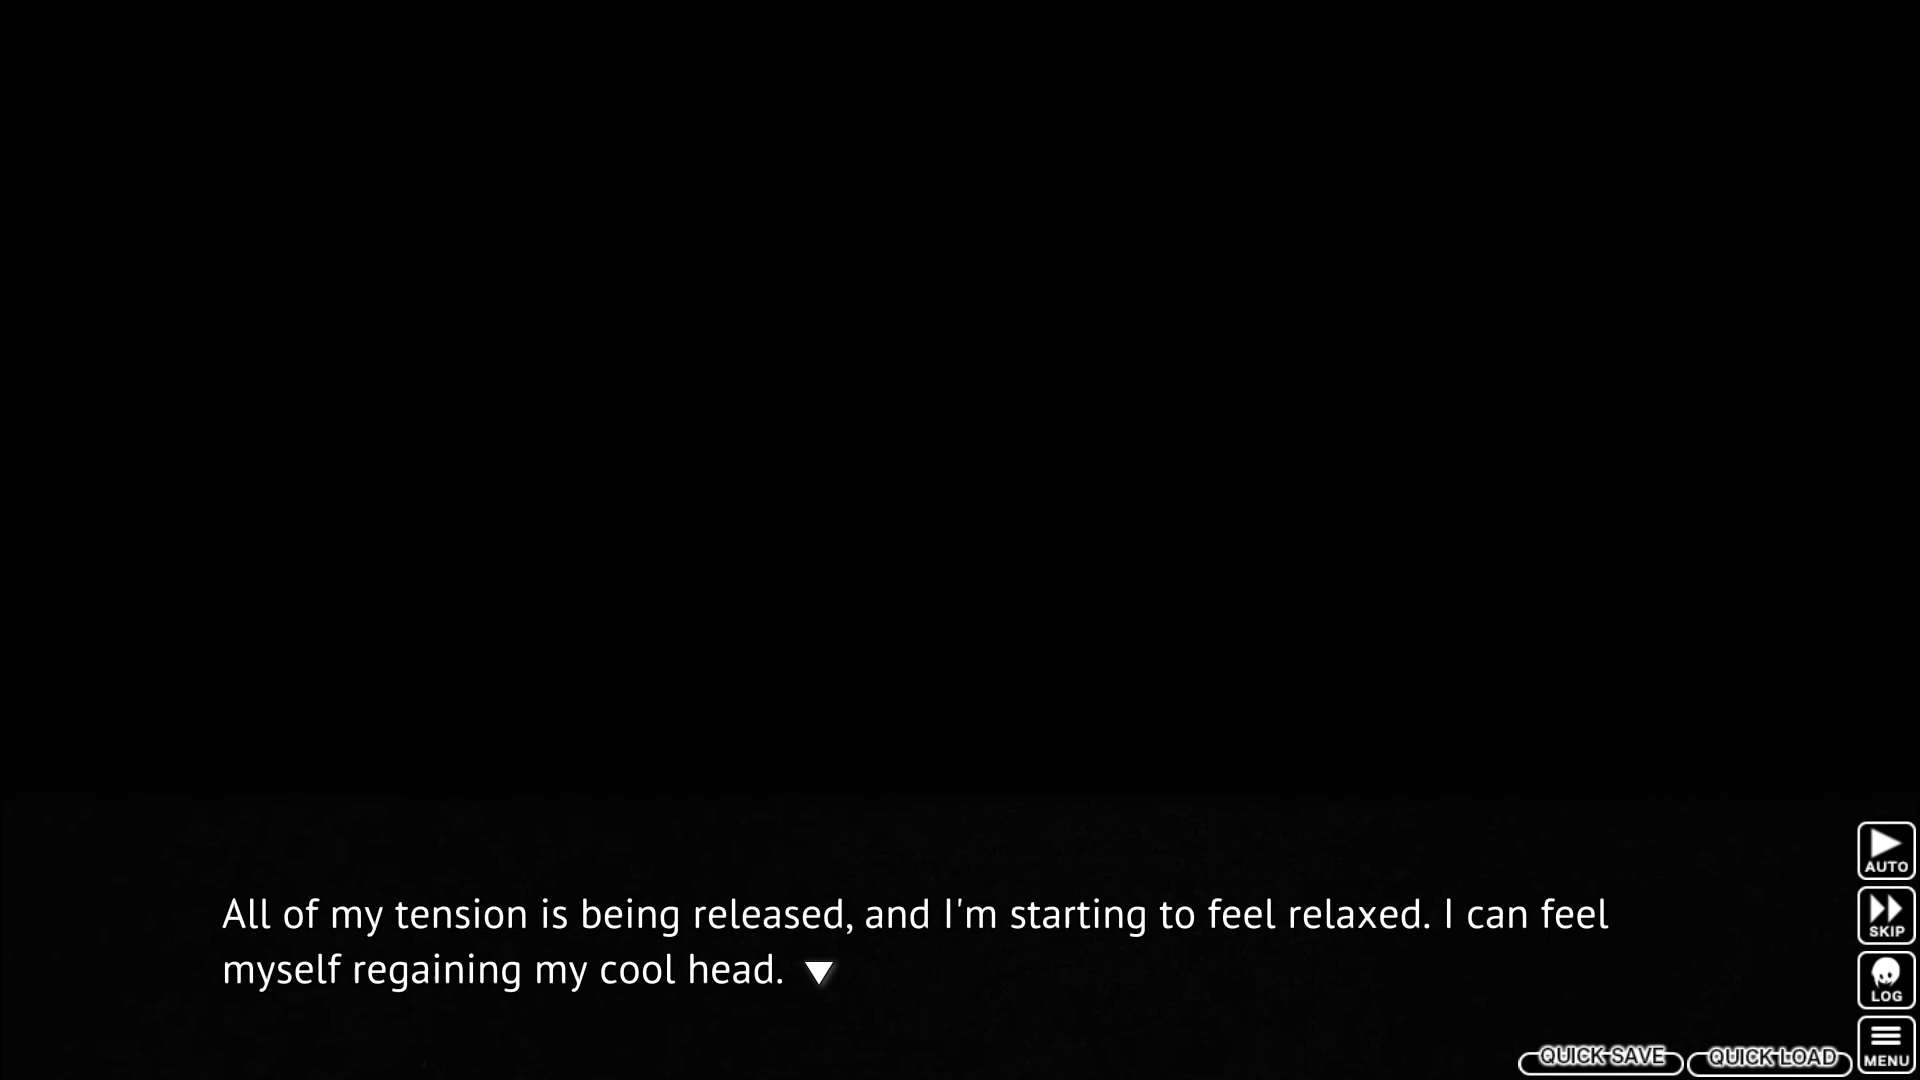 All of my tension is being released, and I'm starting to feel relaxed. I can feel
myself regaining my cool head.
AUTO
SKIP
LOG
MENU
QUICK SAVE
QUICK LOAD